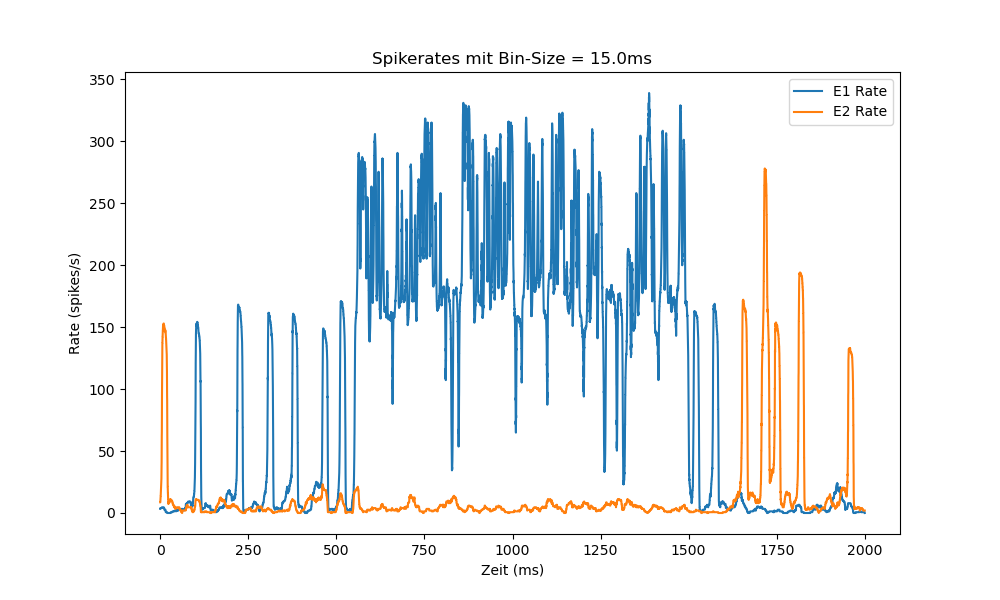 Spikerates mit Bin-Size = 15.0ms
E1 Rate
E2 Rate
Rate (spikes/s)
350
300
250
200
150
100
50
0
0 250 500 750 1000 1250 1500 1750 2000
Zeit (ms)